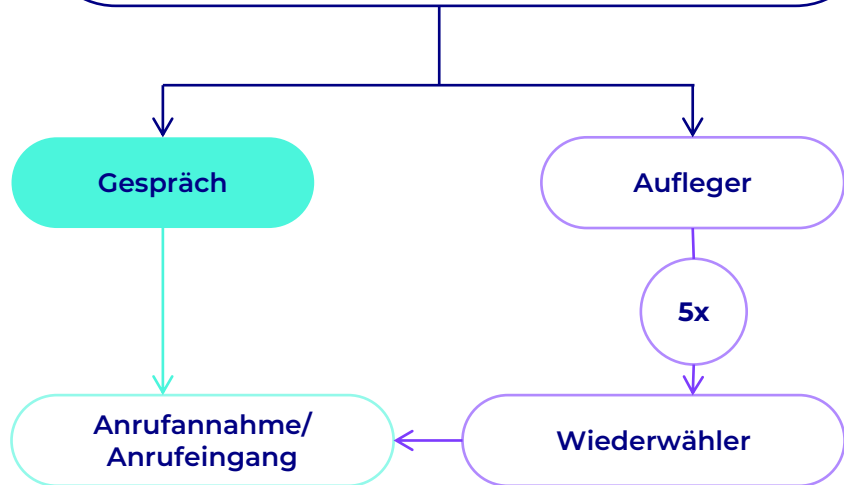 Gespräch
Aufleger
5x
Anrufannahme/
Anrufeingang
Wiederwähler